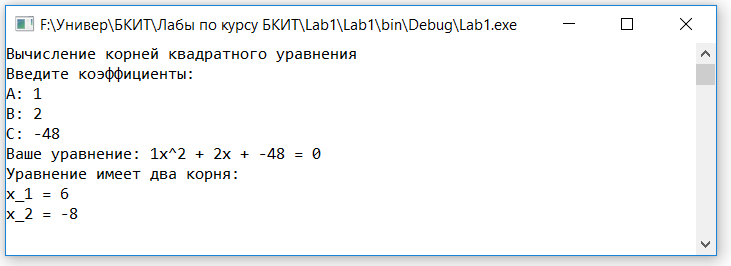 F:\Универ\БКИТ\Лабы по курсу БКИТ\Lab1\Lab1\bin\Debug\Lab1.exe
Вычисление корней квадратного уравнения
Введите коэффициенты:
A: 1
B: 2
C: -48
Ваше уравнение: 1x^2 + 2x + -48 = 0
Уравнение имеет два корня:
x_1 = 6
x_2 = -8